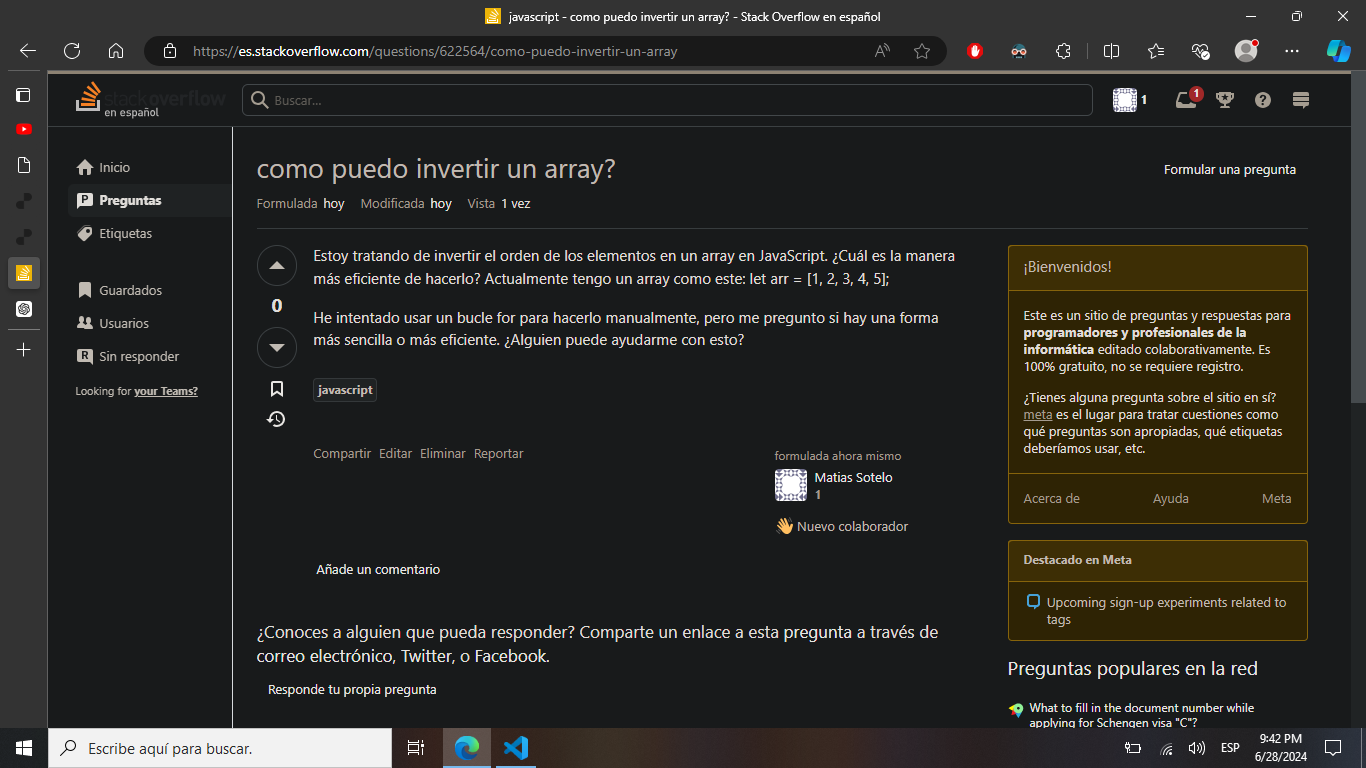 javascript - como puedo invertir un array? - Stack Overflow en español
https://es.stackoverflow.com/questions/622564/como-puedo-invertir-un-array
stackoverflow
en español
Buscar...
1
1
Inicio
Preguntas
Etiquetas
Guardados
Usuarios
Sin responder
Looking for your Teams?
como puedo invertir un array?
Formular una pregunta
Formulada hoy Modificada hoy Vista 1 vez
0
Estoy tratando de invertir el orden de los elementos en un array en JavaScript. ¿Cuál es la manera
más eficiente de hacerlo? Actualmente tengo un array como este: let arr = [1, 2, 3, 4, 5];
He intentado usar un bucle for para hacerlo manualmente, pero me pregunto si hay una forma
más sencilla o más eficiente. ¿Alguien puede ayudarme con esto?
javascript
Compartir Editar Eliminar Reportar
formulada ahora mismo
Matias Sotelo
1
👋 Nuevo colaborador
Añade un comentario
¿Conoces a alguien que pueda responder? Comparte un enlace a esta pregunta a través de
correo electrónico, Twitter, o Facebook.
Responde tu propia pregunta
¡Bienvenidos!
Este es un sitio de preguntas y respuestas para
programadores y profesionales de la
informática editado colaborativamente. Es
100% gratuito, no se requiere registro.
¿Tienes alguna pregunta sobre el sitio en sí?
meta es el lugar para tratar cuestiones como
qué preguntas son apropiadas, qué etiquetas
deberíamos usar, etc.
Acerca de Ayuda Meta
Destacado en Meta
Upcoming sign-up experiments related to
tags
Preguntas populares en la red
What to fill in the document number while
applying for Schengen visa "C"?
Escribe aquí para buscar.
ESP
9:42 PM
6/28/2024